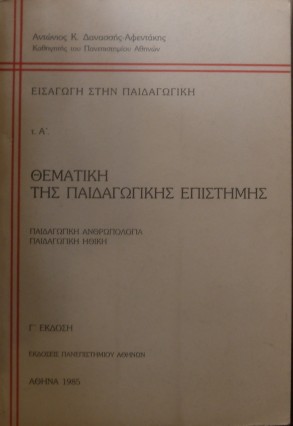 Αντώνιος Κ. Δανασσής-Αφεντάκης
Καθηγητής του Πανεπιστημίου Αθηνών
ΕΙΣΑΓΩΓΗ ΣΤΗΝ ΠΑΙΔΑΓΩΓΙΚΗ
τ. Α΄
ΘΕΜΑΤΙΚΗ
ΤΗΣ ΠΑΙΔΑΓΩΓΙΚΗΣ ΕΠΙΣΤΗΜΗΣ
ΠΑΙΔΑΓΩΓΙΚΗ ΑΝΘΡΩΠΟΛΟΓΙΑ
ΠΑΙΔΑΓΩΓΙΚΗ ΗΘΙΚΗ
Γ΄ ΕΚΔΟΣΗ
ΕΚΔΟΣΕΙΣ ΠΑΝΕΠΙΣΤΗΜΙΟΥ ΑΘΗΝΩΝ
ΑΘΗΝΑ 1985